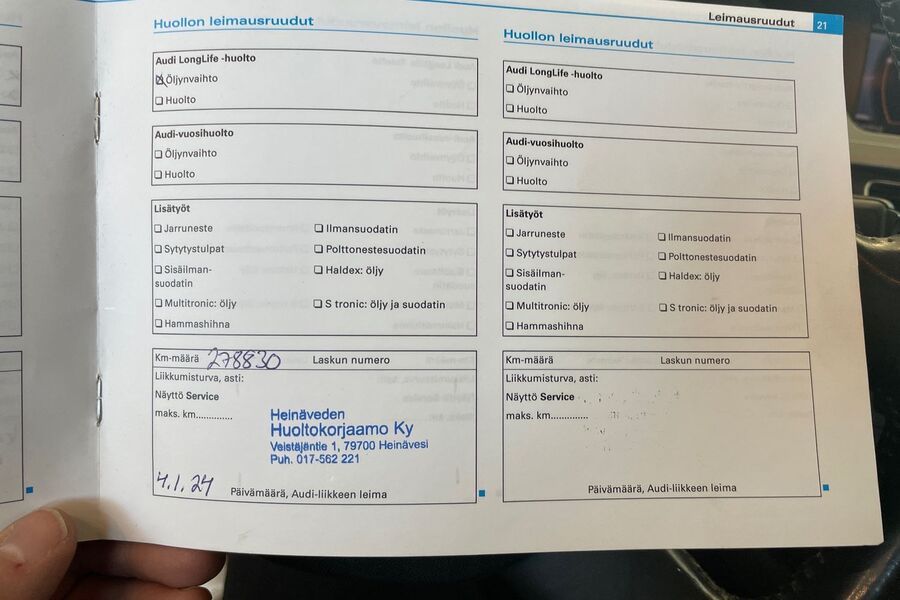 Leimausruudut 21
Huollon leimausruudut
Audi LongLife -huolto
Öljynvaihto
Huolto
Audi-vuosihuolto
Öljynvaihto
Huolto
Lisätyöt
Jarruneste
Ilmansuodatin
Sytytystulpat
Polttonestesuodatin
Sisäilman-
suodatin
Haldex: öljy
Multitronic: öljy
S tronic: öljy ja suodatin
Hammashihna
Km-määrä 278830 Laskun numero
Liikkumisturva, asti:
Näyttö Service
maks. km..............
Heinäveden
Huoltokorjaamo Ky
Veistäjäntie 1, 79700 Heinävesi
Puh. 017-562 221
4.1.24 Päivämäärä, Audi-liikkeen leima
Huollon leimausruudut
Audi LongLife -huolto
Öljynvaihto
Huolto
Audi-vuosihuolto
Öljynvaihto
Huolto
Lisätyöt
Jarruneste
Ilmansuodatin
Sytytystulpat
Polttonestesuodatin
Sisäilman-
suodatin
Haldex: öljy
Multitronic: öljy
S tronic: öljy ja suodatin
Hammashihna
Km-määrä Laskun numero
Liikkumisturva, asti:
Näyttö Service
maks. km..............
Päivämäärä, Audi-liikkeen leima